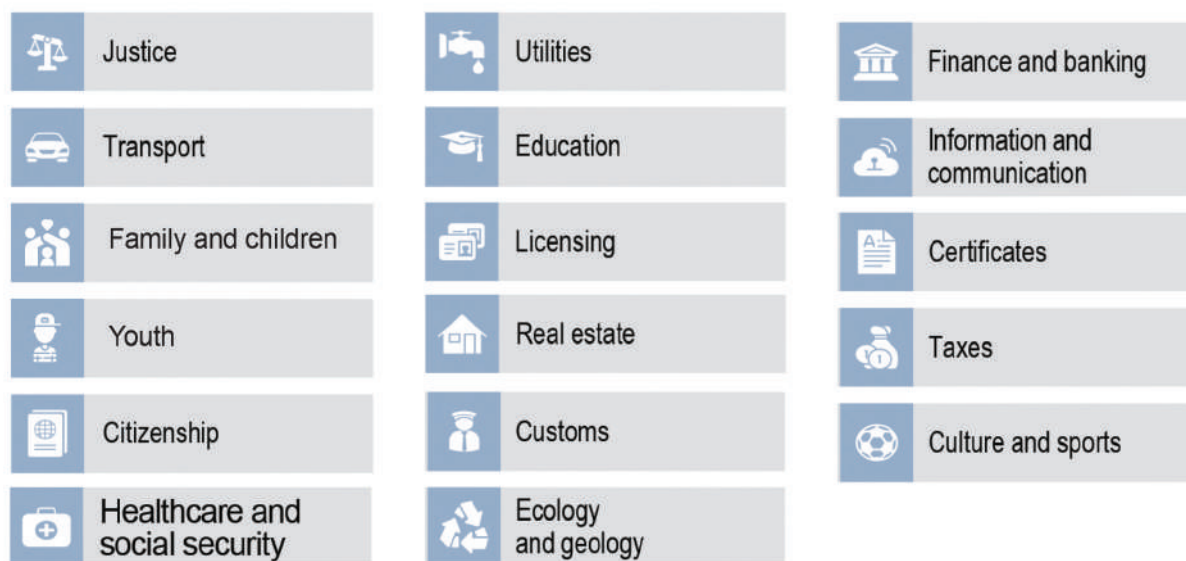 Justice
Transport
Family and children
Youth
Citizenship
Healthcare and
social security
Utilities
Education
Licensing
Real estate
Customs
Ecology
and geology
Finance and banking
Information and
communication
Certificates
Taxes
Culture and sports